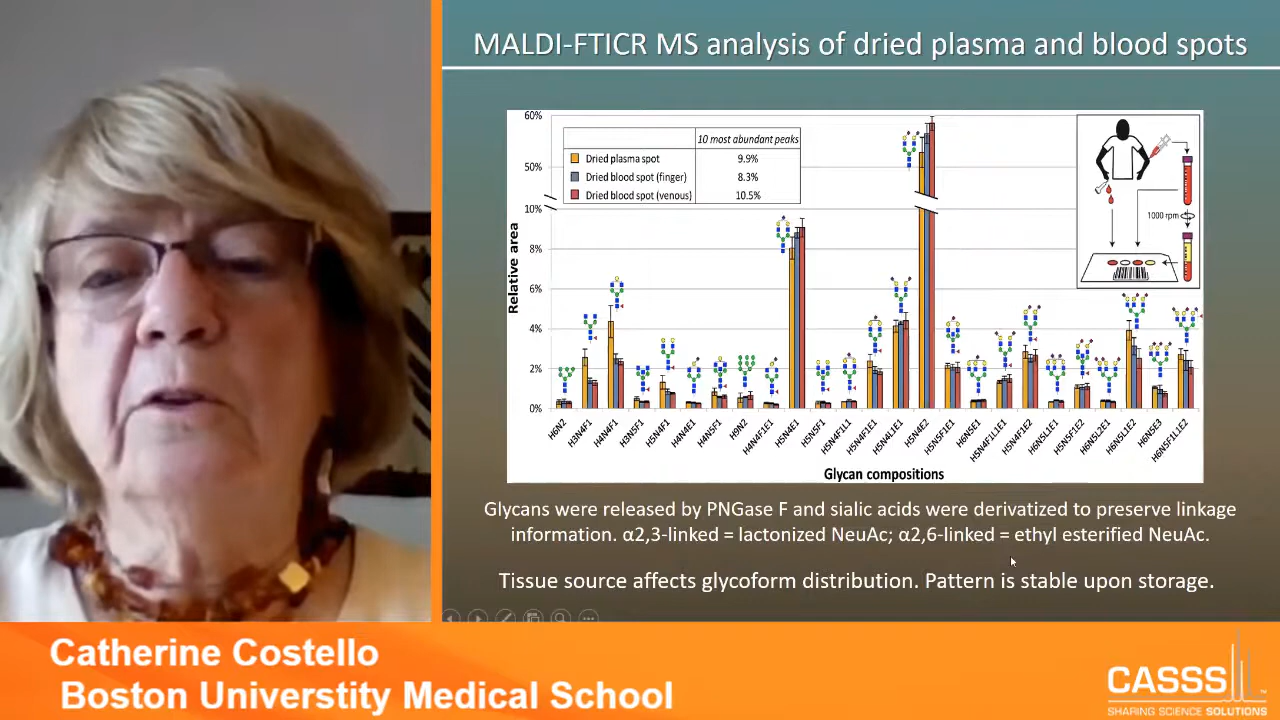 MALDI-FTICR MS analysis of dried plasma and blood spots
60%
50%
10%
8%
6%
4%
2%
0%
Relative area
10 most abundant peaks
Dried plasma spot 9.9%
Dried blood spot (finger) 8.3%
Dried blood spot (venous) 10.5%
1000 rpm
H6N2
H3N4F1
H4N4F1
H3N5F1
H5N4F1
H4N4E1
H4N5F1
H9N2
H4N4F1E1
H5N4E1
H5N5F1
H5N4F1L1
H5N4F1E1
H5N4L1E1
H5N4E2
H5N5F1E1
H6N5E1
H5N4F1L1E1
H5N4F1E2
H6N5L1E1
H5N5F1E2
H6N5L2E1
H6N5L1E2
H6N5E3
H6N5F1L1E2
Glycan compositions
Glycans were released by PNGase F and sialic acids were derivatized to preserve linkage
information. α2,3-linked = lactonized NeuAc; α2,6-linked = ethyl esterified NeuAc.
Tissue source affects glycoform distribution. Pattern is stable upon storage.
Catherine Costello
Boston Universtity Medical School
CASSS
SHARING SCIENCE SOLUTIONS